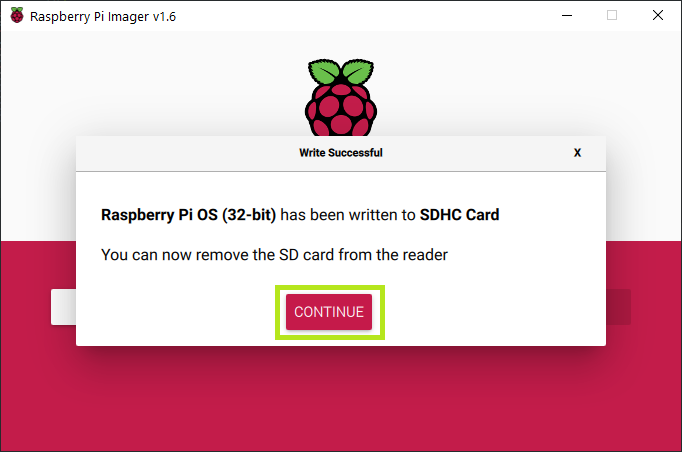 Raspberry Pi Imager v1.6
Write Successful
X
Raspberry Pi OS (32-bit) has been written to SDHC Card
You can now remove the SD card from the reader
CONTINUE